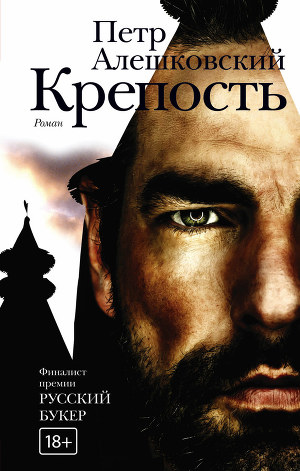 Петр
Алешковский
Крепость
Роман
Финалист
премии
РУССКИЙ
БУКЕР
18+